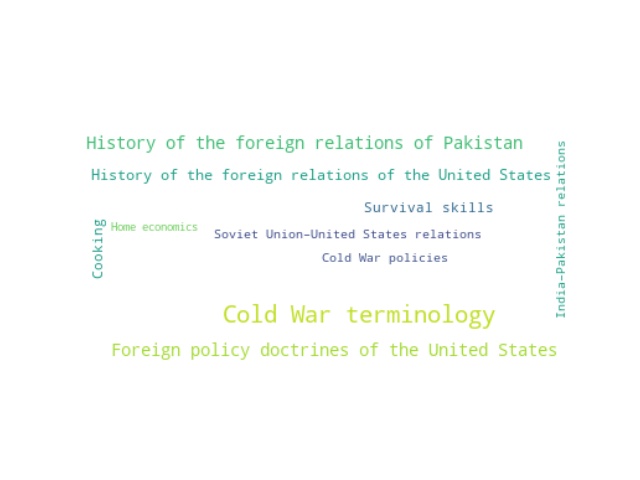 History of the foreign relations of Pakistan
History of the foreign relations of the United States
India–Pakistan relations
Survival skills
Cooking
Home economics
Soviet Union–United States relations
Cold War policies
Cold War terminology
Foreign policy doctrines of the United States